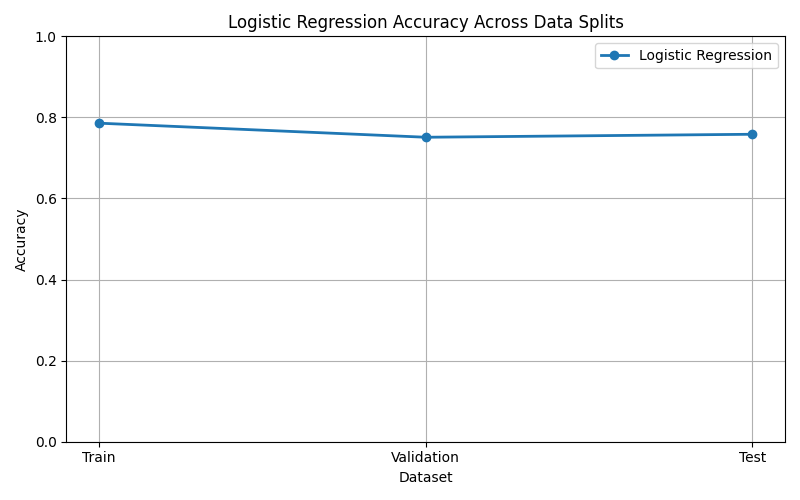 Logistic Regression Accuracy Across Data Splits
Logistic Regression
1.0
0.8
0.6
0.4
0.2
0.0
Accuracy
Train
Validation
Test
Dataset